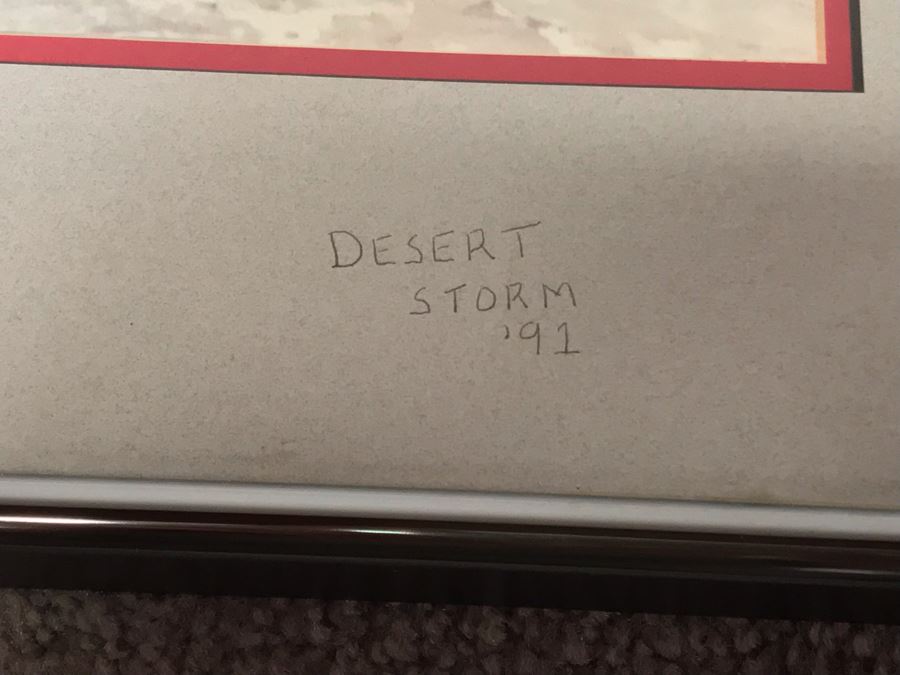 DESERT
STORM
'91